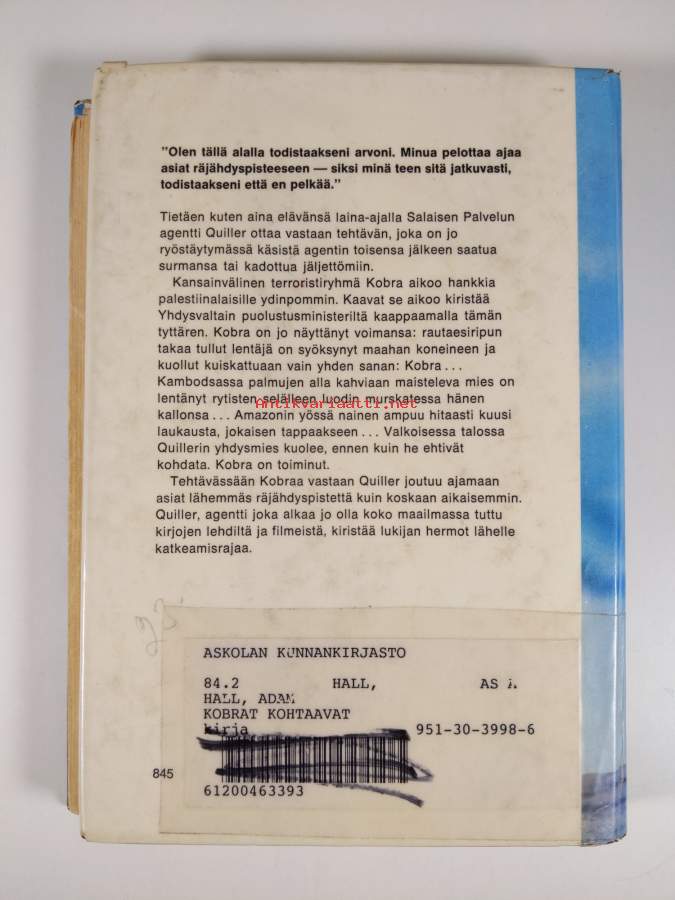 "Olen tällä alalla todistaakseni arvoni. Minua pelottaa ajaa
asiat räjähdyspisteeseen — siksi minä teen sitä jatkuvasti,
todistaakseni että en pelkää."
Tietäen kuten aina elävänsä laina-ajalla Salaisen Palvelun
agentti Quiller ottaa vastaan tehtävän, joka on jo
ryöstäytymässä käsistä agentin toisensa jälkeen saatua
surmansa tai kadottua jäljettömiin.
Kansainvälinen terroristiryhmä Kobra aikoo hankkia
palestiinalaisille ydinpommin. Kaavat se aikoo kiristää
Yhdysvaltain puolustusministeriltä kaappaamalla tämän
tyttären. Kobra on jo näyttänyt voimansa: rautaesiripun
takaa tullut lentäjä on syöksynyt maahan koneineen ja
kuollut kuiskattuaan vain yhden sanan: Kobra . . .
Kambodsassa palmujen alla kahviaan maisteleva mies on
lentänyt rytisten selälleen luodin murskatessa hänen
kallonsa . . . Amazonin yössä nainen ampuu hitaasti kuusi
laukausta, jokaisen tappaakseen . . . Valkoisessa talossa
Quillerin yhdysmies kuolee, ennen kuin he ehtivät
kohdata. Kobra on toiminut.
Tehtävässään Kobraa vastaan Quiller joutuu ajamaan
asiat lähemmäs räjähdyspistettä kuin koskaan aikaisemmin.
Quiller, agentti joka alkaa jo olla koko maailmassa tuttu
kirjojen lehdiltä ja filmeistä, kiristää lukijan hermot lähelle
katkeamisrajaa.
Antikvariaatti.net
23.
ASKOLAN KUNNANKIRJASTO
84.2 HALL, AS A
HALL, ADAM
KOBRAT KOHTAAVAT
kirja 951-30-3998-6
845
61200463393